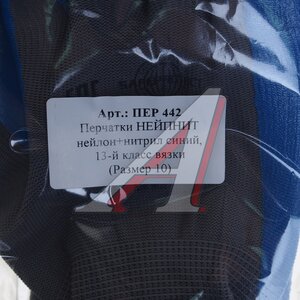 Арт.: ПЕР 442
Перчатки НЕЙПНИТ
нейлон+нитрил синий,
13-й класс вязки
(Размер 10)